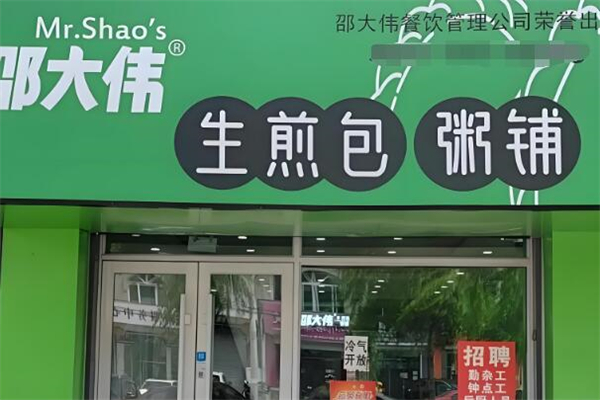 Mr.Shao's
邵大伟®
邵大伟餐饮管理公司荣誉出
生煎包 粥铺
邵大伟
冷气
开放
招聘
勤杂工
钟点工